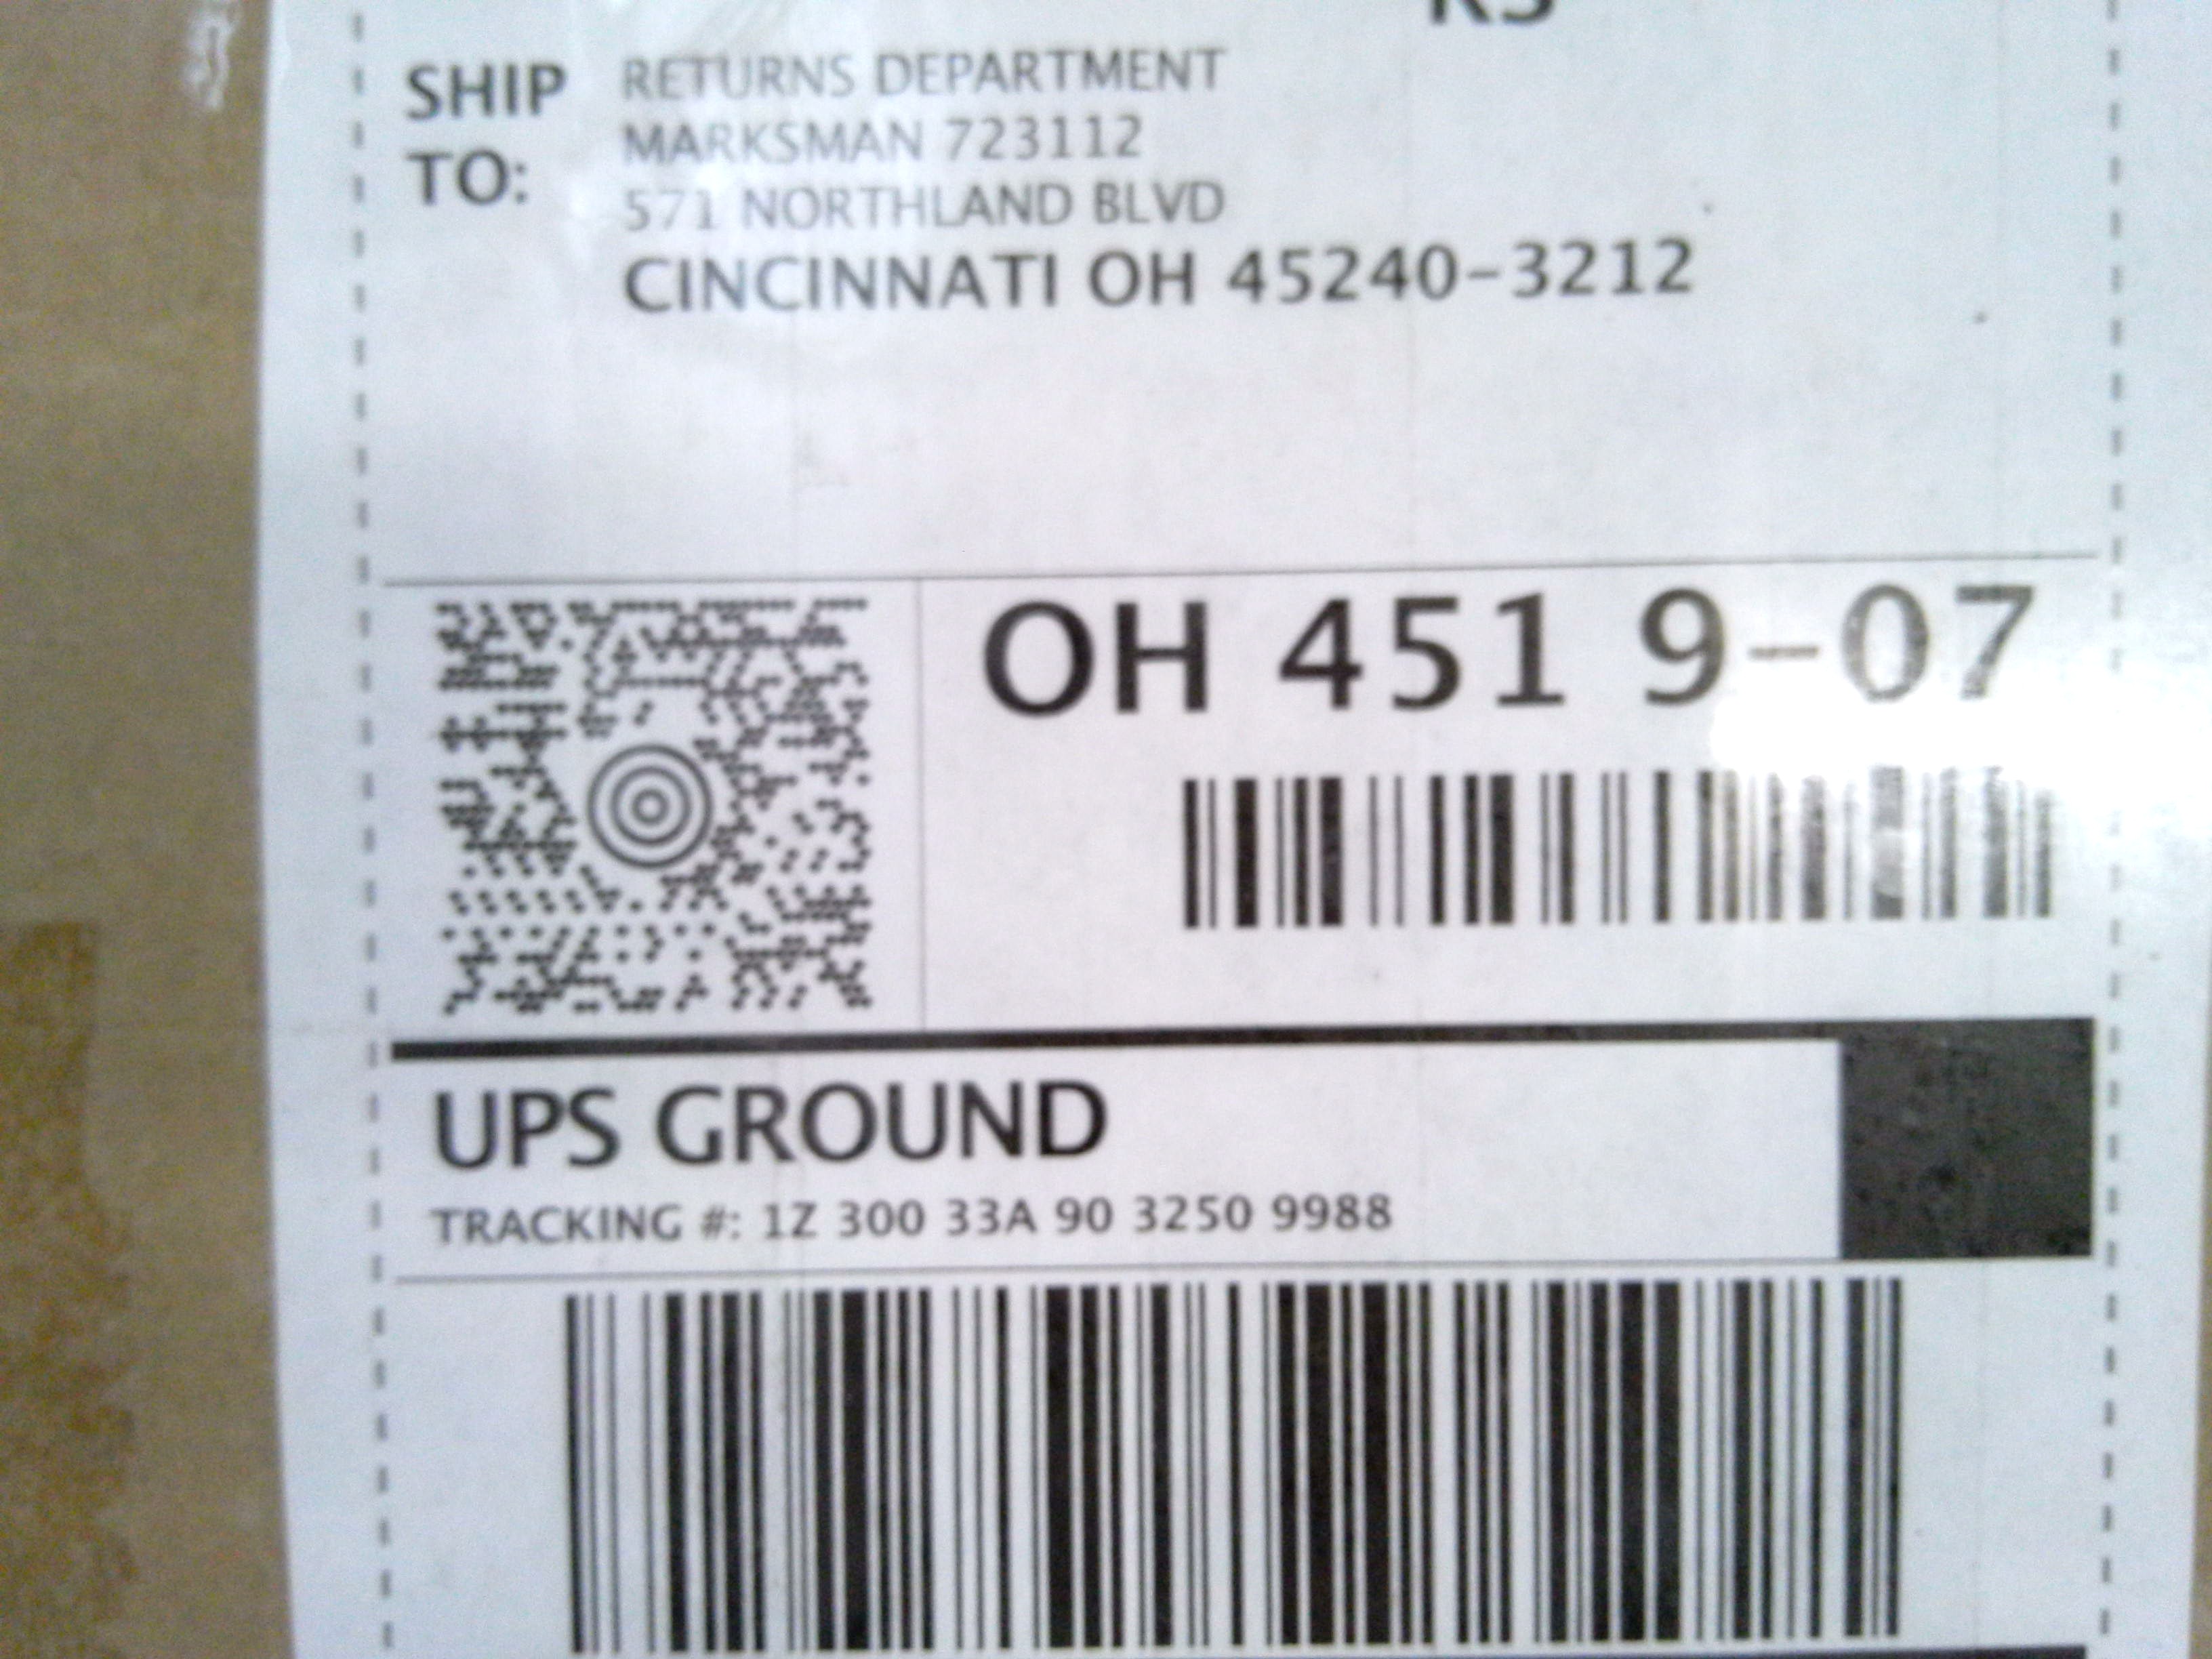 RS
SHIP TO:
RETURNS DEPARTMENT
MARKSMAN 723112
571 NORTHLAND BLVD
CINCINNATI OH 45240-3212
OH 451 9-07
UPS GROUND
TRACKING #: 1Z 300 33A 90 3250 9988